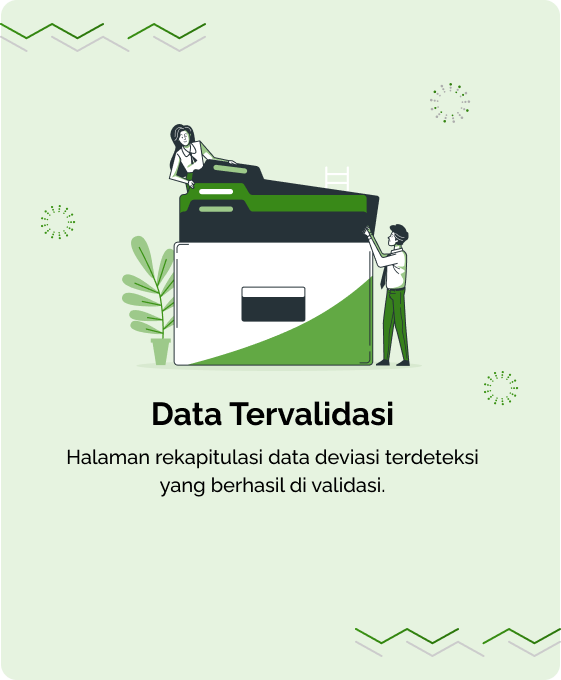 Data Tervalidasi
Halaman rekapitulasi data deviasi terdeteksi
yang berhasil di validasi.